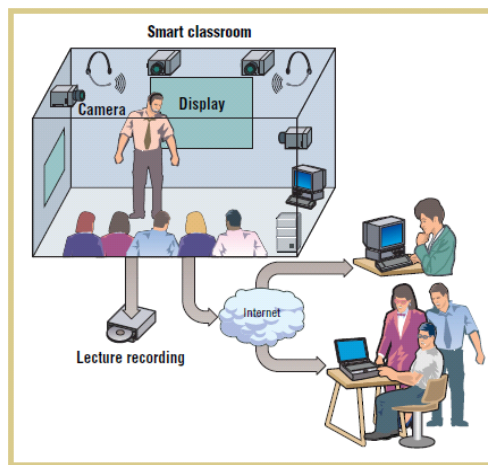 Smart classroom
Camera
Display
Internet
Lecture recording